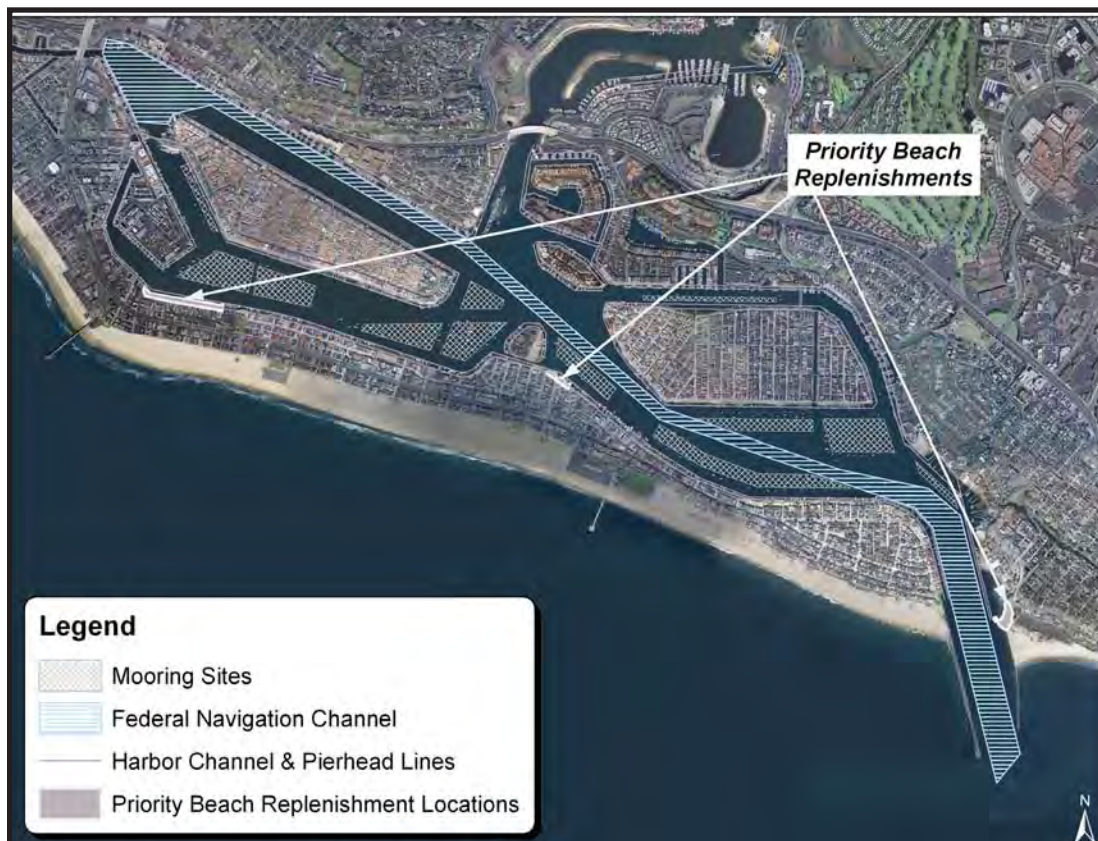 Priority Beach
Replenishments
Legend
Mooring Sites
Federal Navigation Channel
Harbor Channel & Pierhead Lines
Priority Beach Replenishment Locations
N